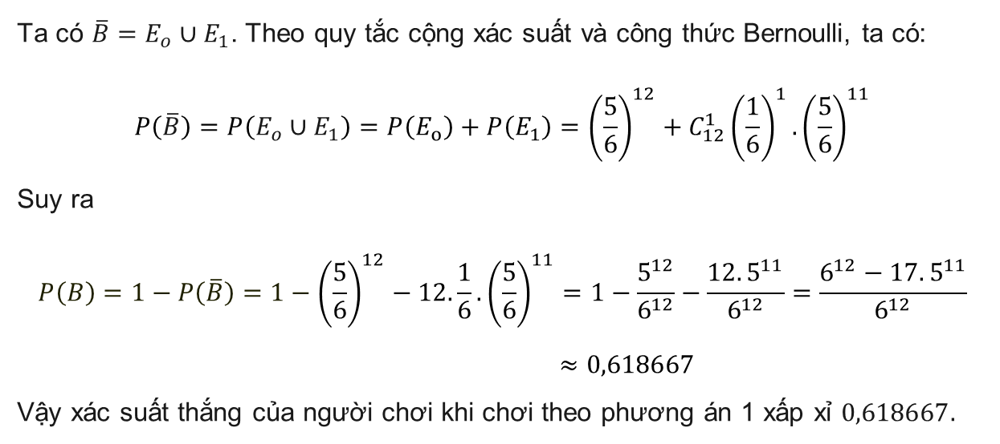 Ta có $\bar{B} = E_o \cup E_1$. Theo quy tắc cộng xác suất và công thức Bernoulli, ta có:
$P(\bar{B}) = P(E_o \cup E_1) = P(E_{\mathrm{o}}) + P(E_1) = \left(\frac{5}{6}\right)^{12} + C_{12}^{1} \left(\frac{1}{6}\right)^{1} . \left(\frac{5}{6}\right)^{11}$
Suy ra
$P(B) = 1 - P(\bar{B}) = 1 - \left(\frac{5}{6}\right)^{12} - 12.\frac{1}{6}.\left(\frac{5}{6}\right)^{11} = 1 - \frac{5^{12}}{6^{12}} - \frac{12.5^{11}}{6^{12}} = \frac{6^{12} - 17.5^{11}}{6^{12}}$
$\approx 0,618667$
Vậy xác suất thắng của người chơi khi chơi theo phương án 1 xấp xỉ 0,618667.